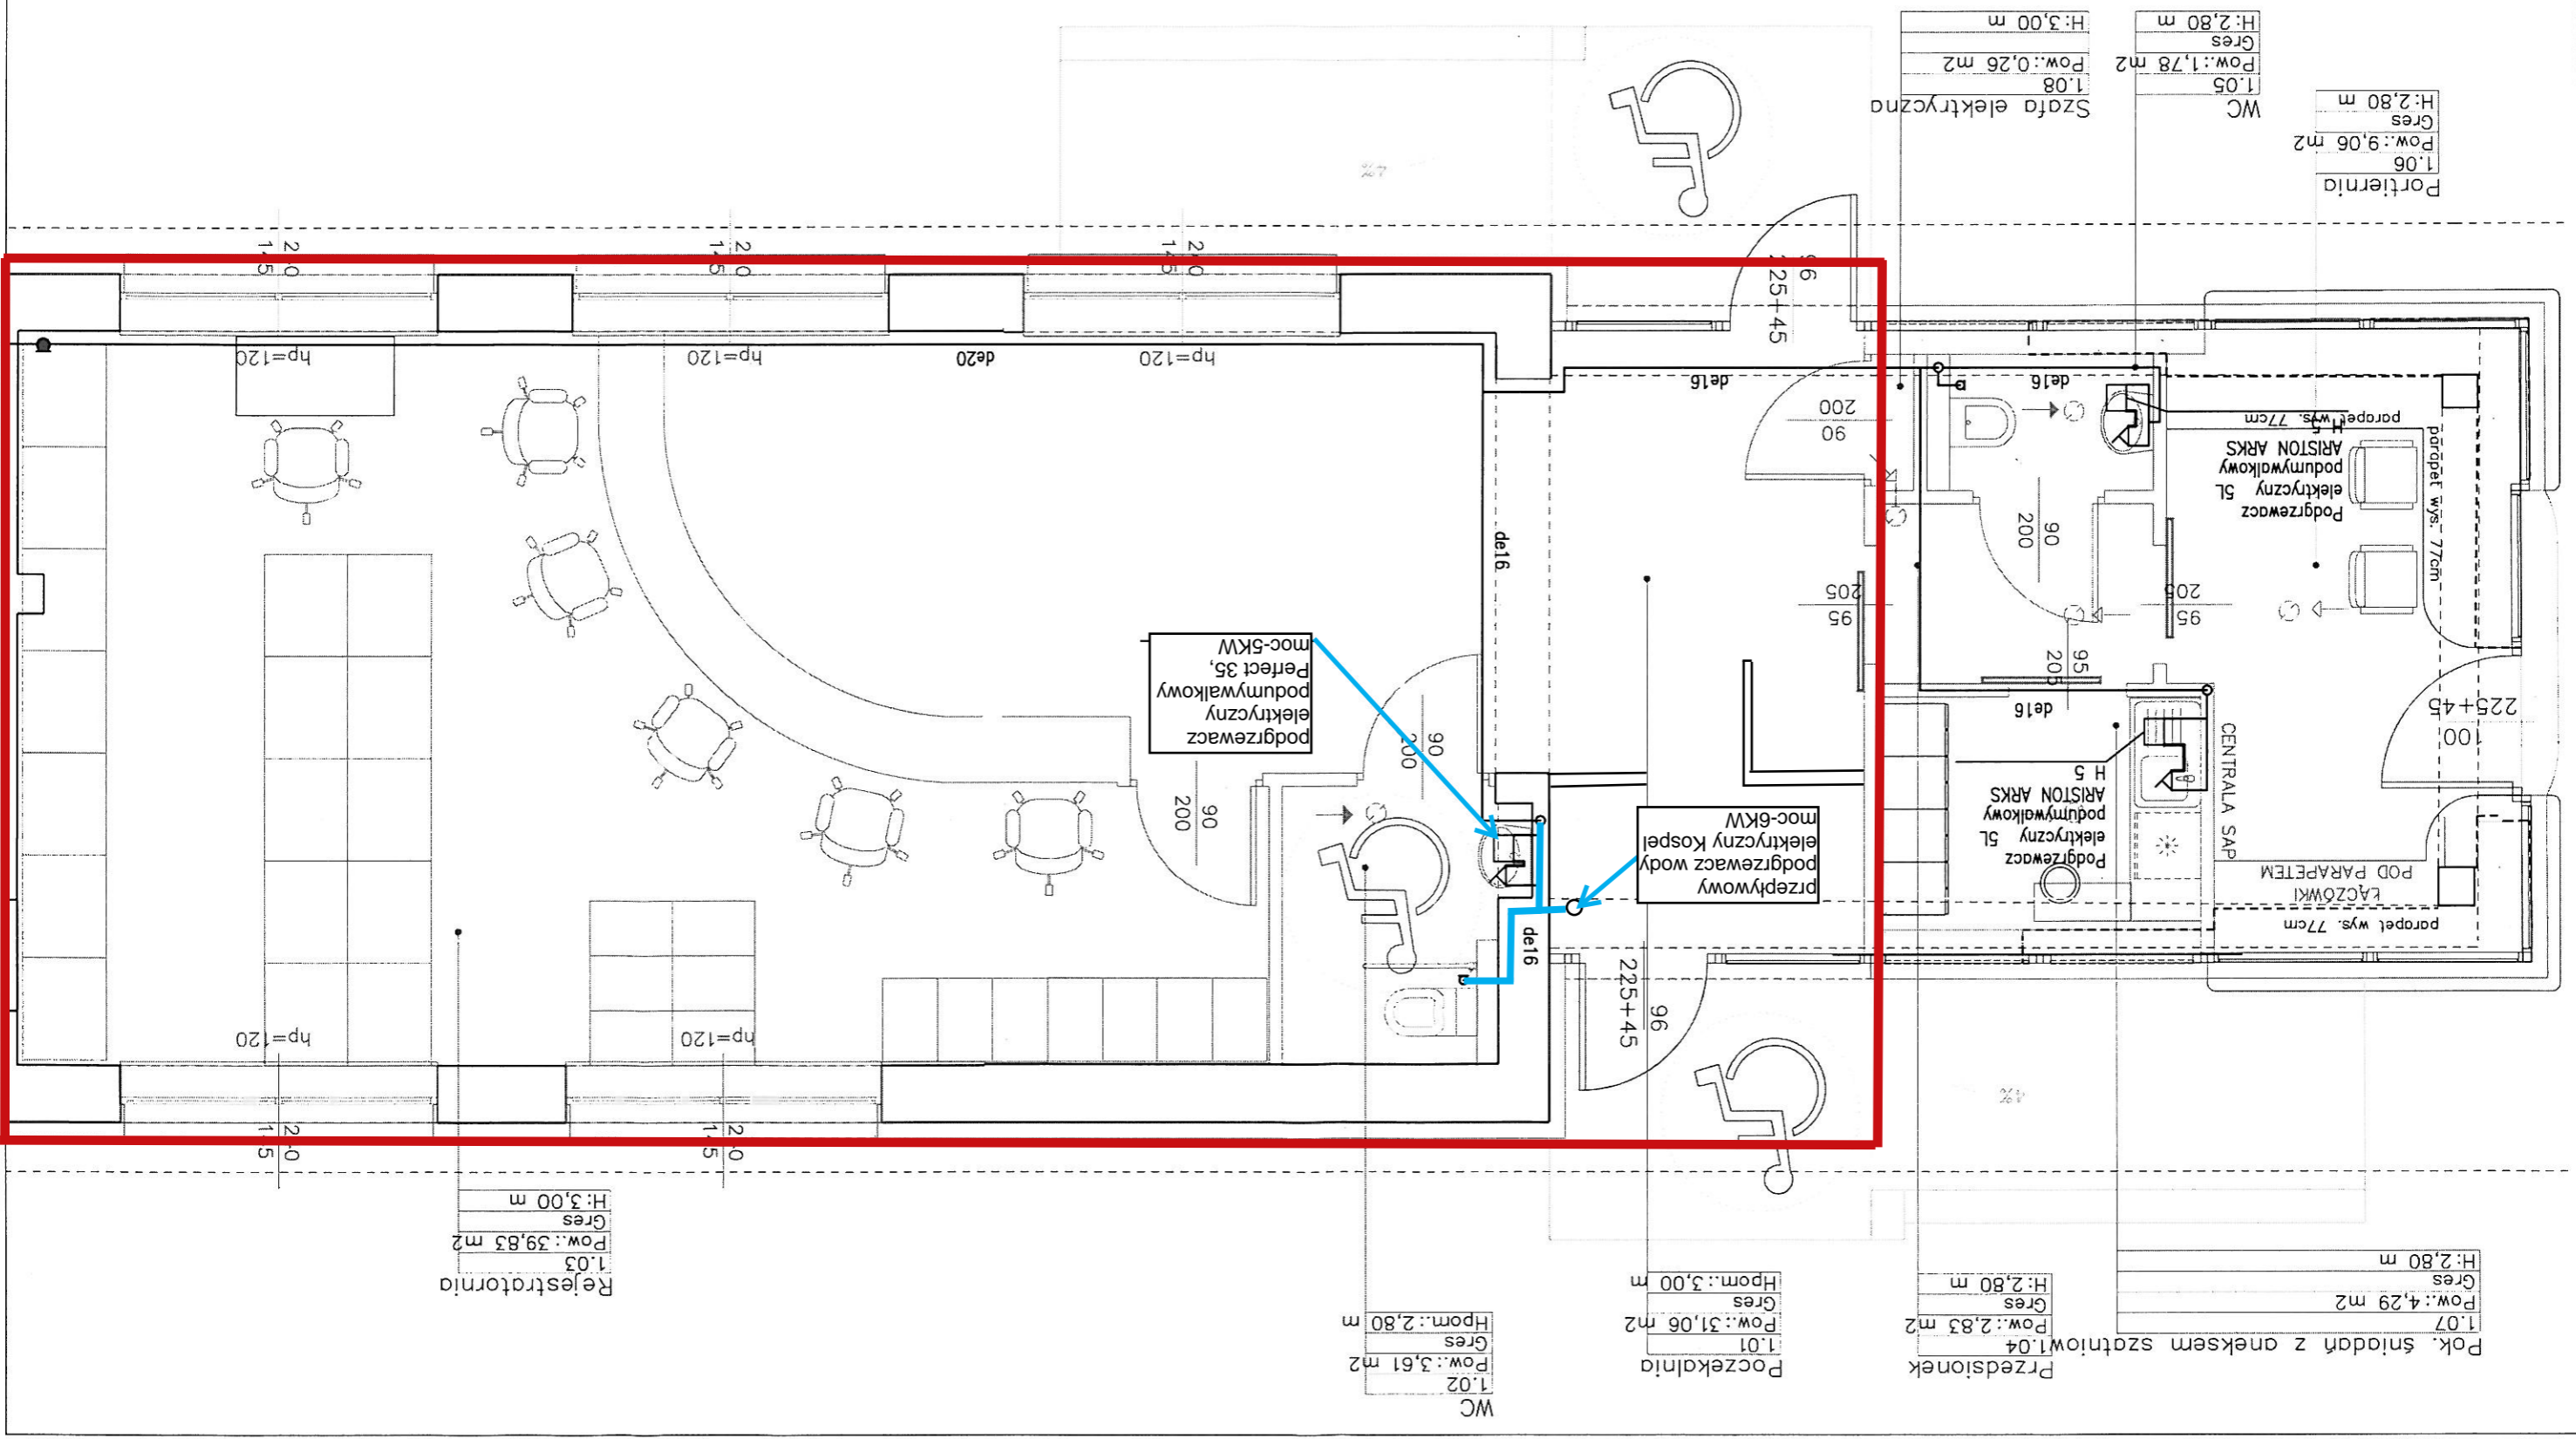 Pok. śniadań z aneksem szatniow
1.07
Pow.:4,29 m2
Gres
H:2,80 m
Przedsionek
1.04
Pow.:2,83 m2
Gres
H:2,80 m
Poczekalnia
1.01
Pow.:31,06 m2
Gres
Hpom.:3,00 m
WC
1.02
Pow.:3,61 m2
Gres
Hpom.:2,80 m
Rejestratornia
1.03
Pow.:39,83 m2
Gres
H:3,00 m
parapet wys. 77cm
ŁĄCZÓWKI
POD PARAPETEM
CENTRALA SAP
Podgrzewacz
elektryczny 5L
podumywalkowy
ARISTON ARKS
H 5
przepływowy
podgrzewacz wody
elektryczny Kospel
moc-6KW
podgrzewacz
elektryczny
podumywalkowy
Perfect 35,
moc-5KW
Podgrzewacz
elektryczny 5L
podumywalkowy
ARISTON ARKS
H 5
parapet wys. 77cm
parapet wys. 77cm
100
225+45
95
205
95
205
95
205
90
200
90
200
90
200
90
200
96
225+45
96
225+45
de16
de16
de16
de16
de16
de20
hp=120
hp=120
hp=120
hp=120
hp=120
Portiernia
1.06
Pow.:9,06 m2
Gres
H:2,80 m
WC
1.05
Pow.:1,78 m2
Gres
H:2,80 m
Szafa elektryczna
1.08
Pow.:0,26 m2
H:3,00 m